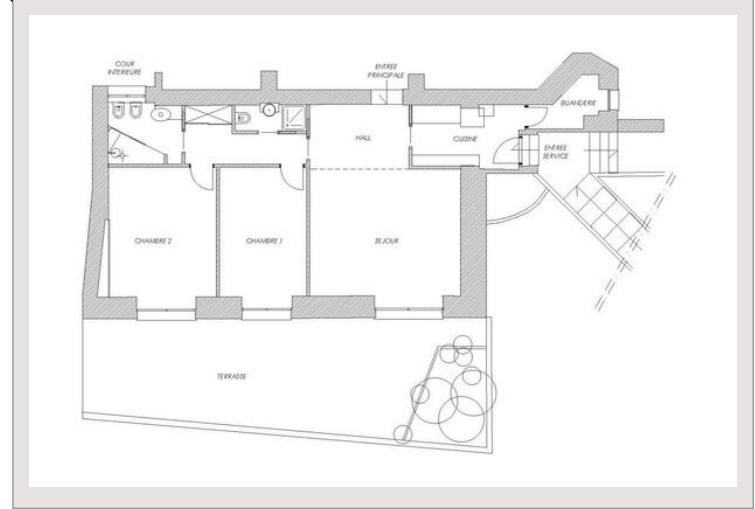 COUR
INTERIEURE
ENTREE
PRINCIPALE
BUANDERIE
HALL
CUISINE
ENTREE
SERVICE
CHAMBRE 2
CHAMBRE 1
SEJOUR
TERRASSE